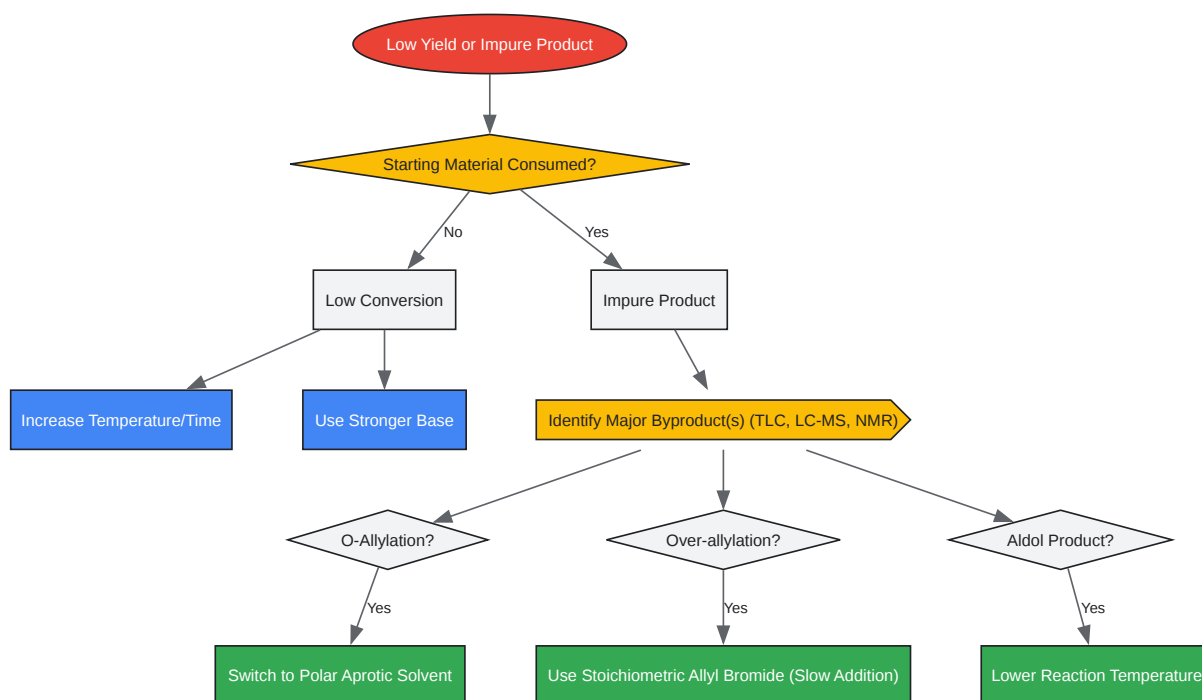 Low Yield or Impure Product
Starting Material Consumed?
No
Yes
Low Conversion
Impure Product
Increase Temperature/Time
Use Stronger Base
Identify Major Byproduct(s) (TLC, LC-MS, NMR)
O-Allylation?
Over-allylation?
Aldol Product?
Yes
Yes
Yes
Switch to Polar Aprotic Solvent
Use Stoichiometric Allyl Bromide (Slow Addition)
Lower Reaction Temperature